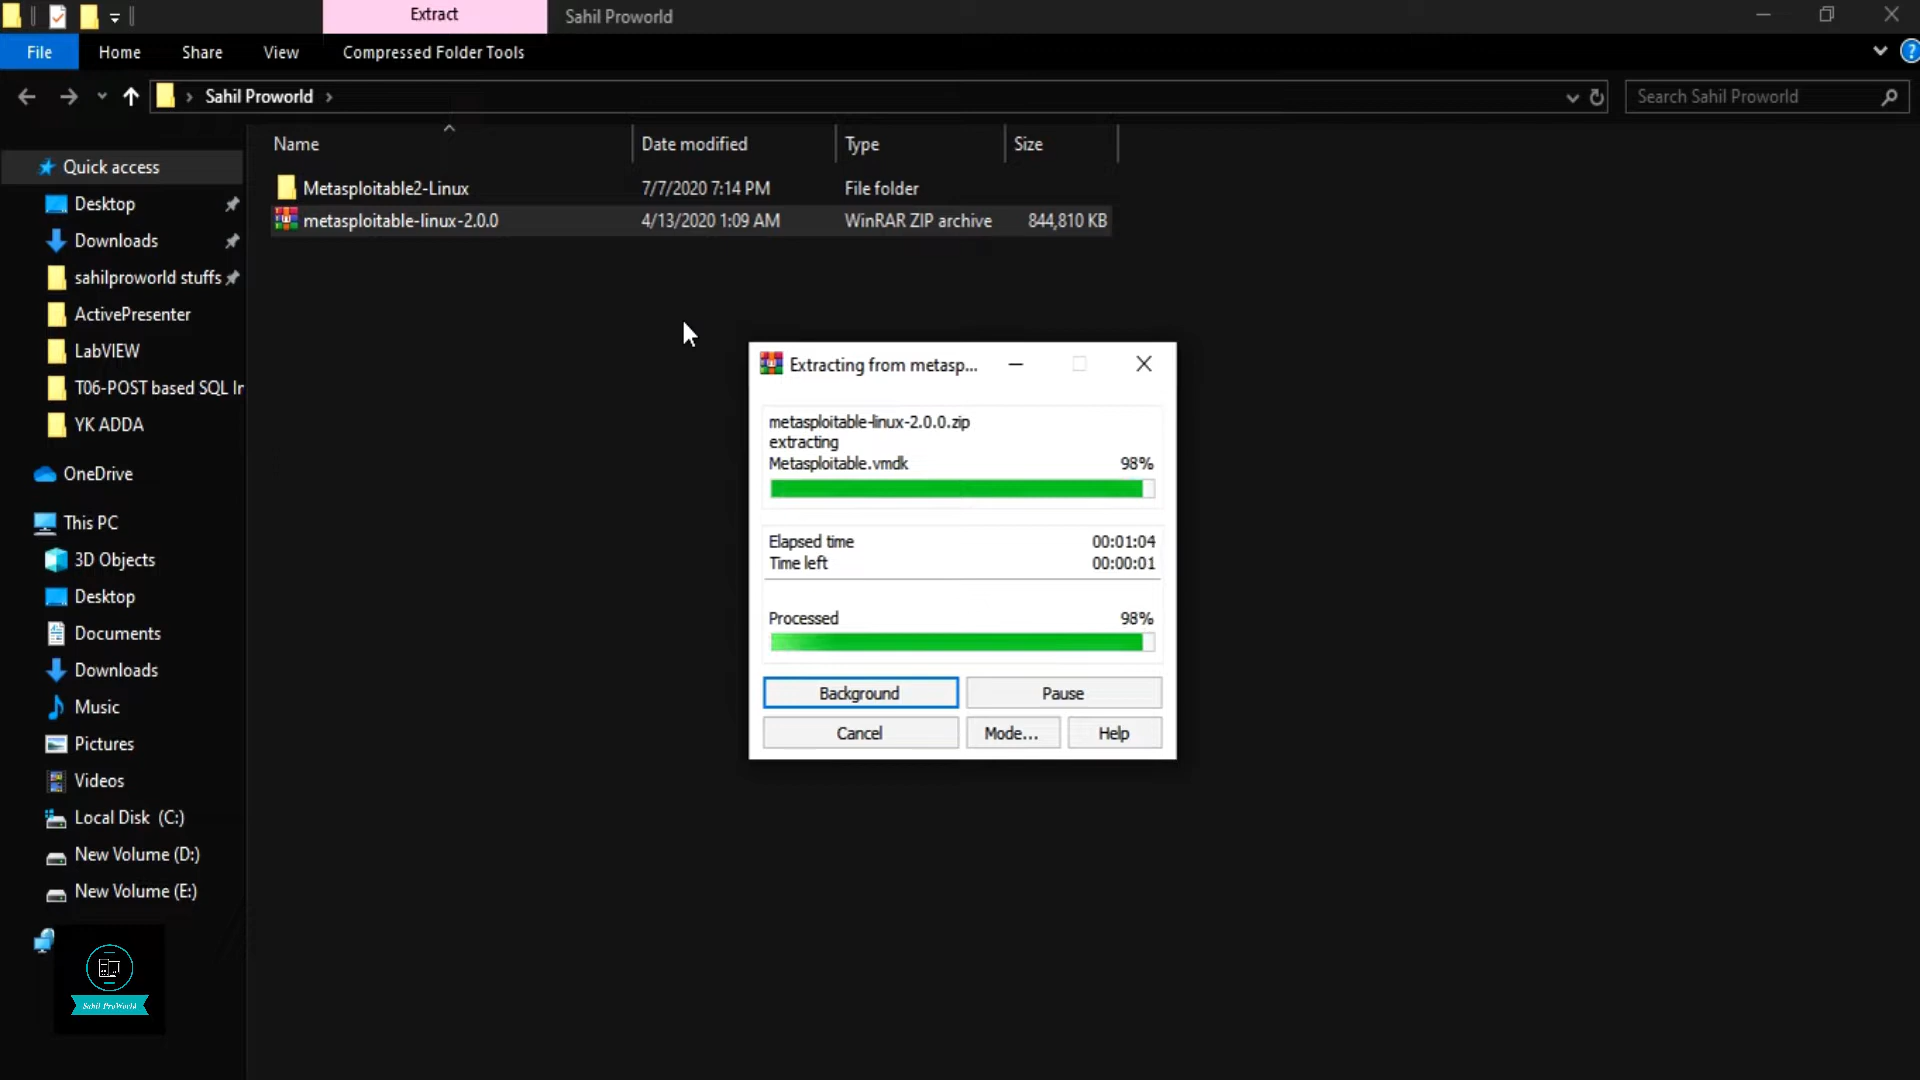 Extract
Sahil Proworld
File
Home
Share
View
Compressed Folder Tools
Sahil Proworld
Search Sahil Proworld
Name
Date modified
Type
Size
Metasploitable2-Linux
7/7/2020 7:14 PM
File folder
metasploitable-linux-2.0.0
4/13/2020 1:09 AM
WinRAR ZIP archive
844,810 KB
Quick access
Desktop
Downloads
sahilproworld stuffs
ActivePresenter
LabVIEW
T06-POST based SQL In
YK ADDA
OneDrive
This PC
3D Objects
Desktop
Documents
Downloads
Music
Pictures
Videos
Local Disk (C:)
New Volume (D:)
New Volume (E:)
Sahil ProWorld
Extracting from metasp...
metasploitable-linux-2.0.0.zip
extracting
Metasploitable.vmdk 98%
Elapsed time 00:01:04
Time left 00:00:01
Processed 98%
Background
Pause
Cancel
Mode...
Help